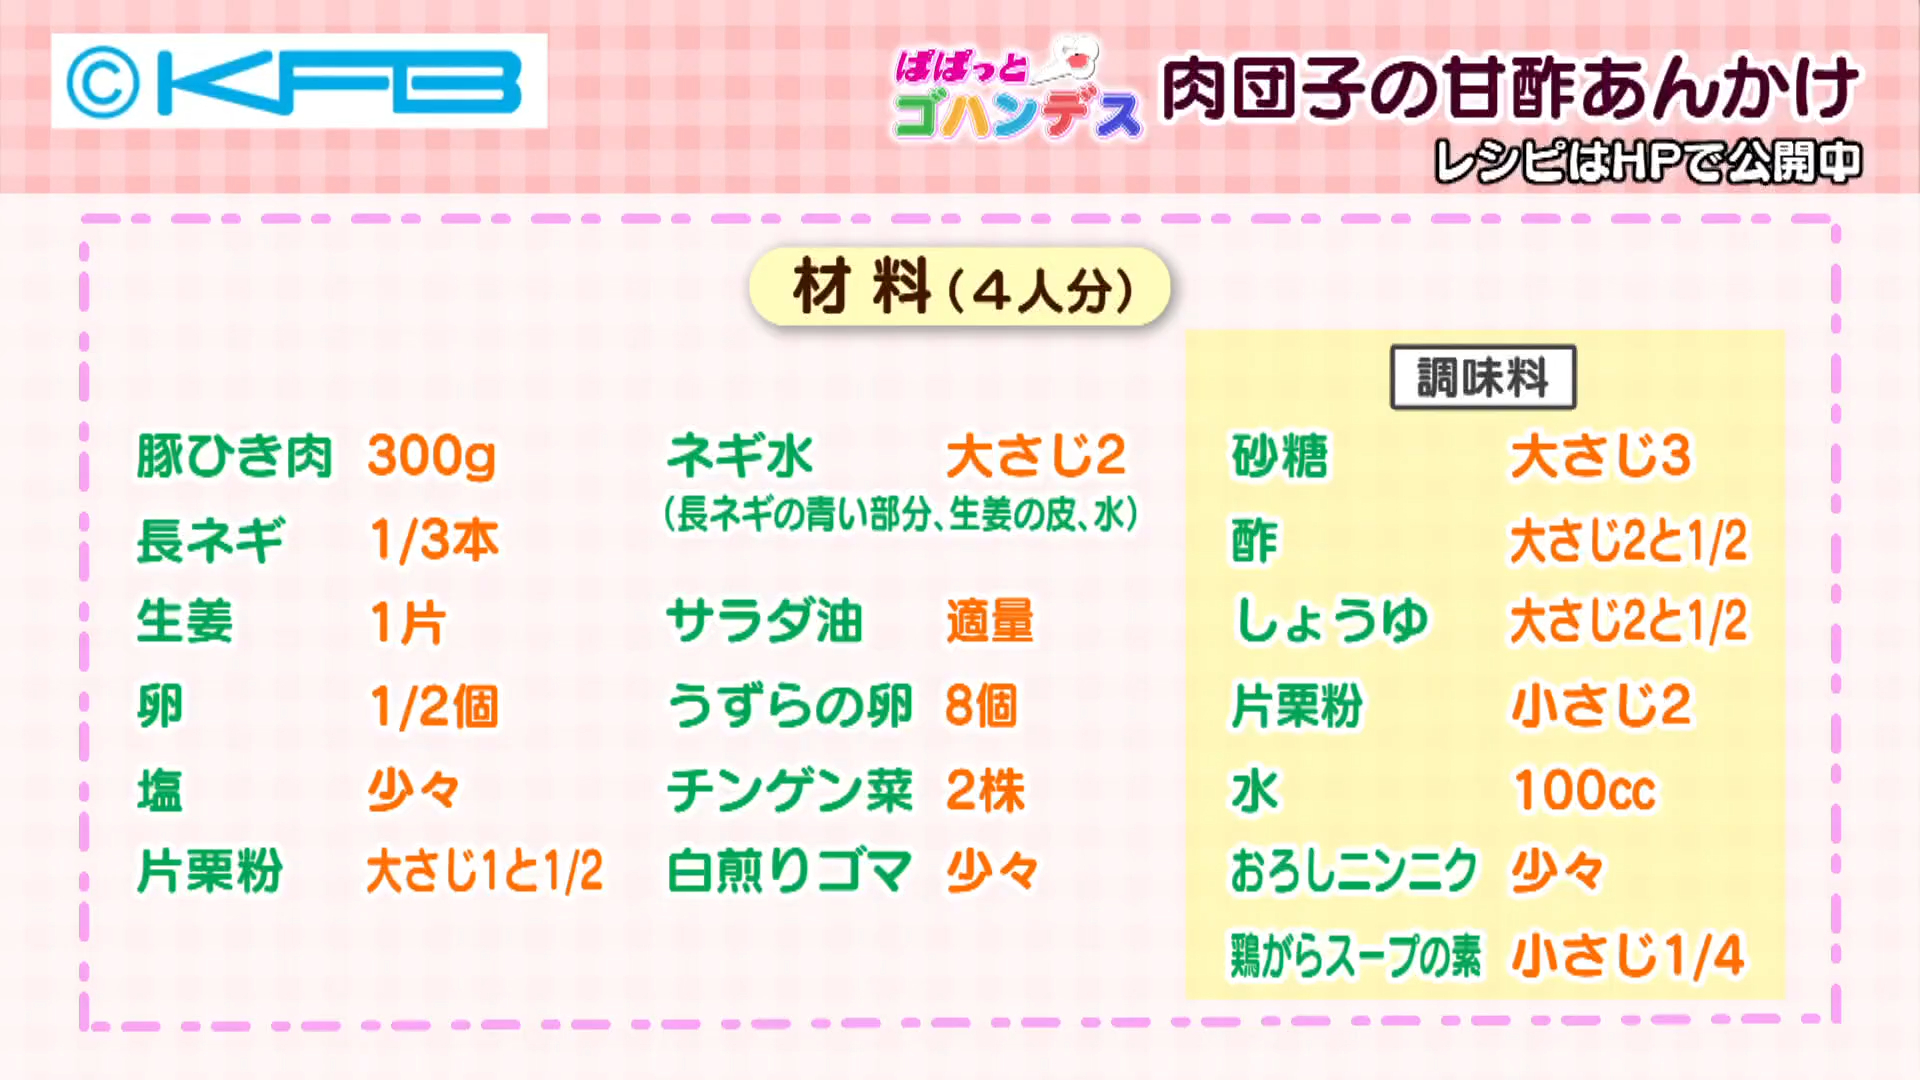 ©KFB
ぱぱっと
ゴハンデス
肉団子の甘酢あんかけ
レシピはHPで公開中
材料(4人分)
豚ひき肉 300g
長ネギ 1/3本
生姜 1片
卵 1/2個
塩 少々
片栗粉 大さじ1と1/2
ネギ水 大さじ2
(長ネギの青い部分、生姜の皮、水)
サラダ油 適量
うずらの卵 8個
チンゲン菜 2株
白煎りゴマ 少々
調味料
砂糖 大さじ3
酢 大さじ2と1/2
しょうゆ 大さじ2と1/2
片栗粉 小さじ2
水 100cc
おろしニンニク 少々
鶏がらスープの素 小さじ1/4